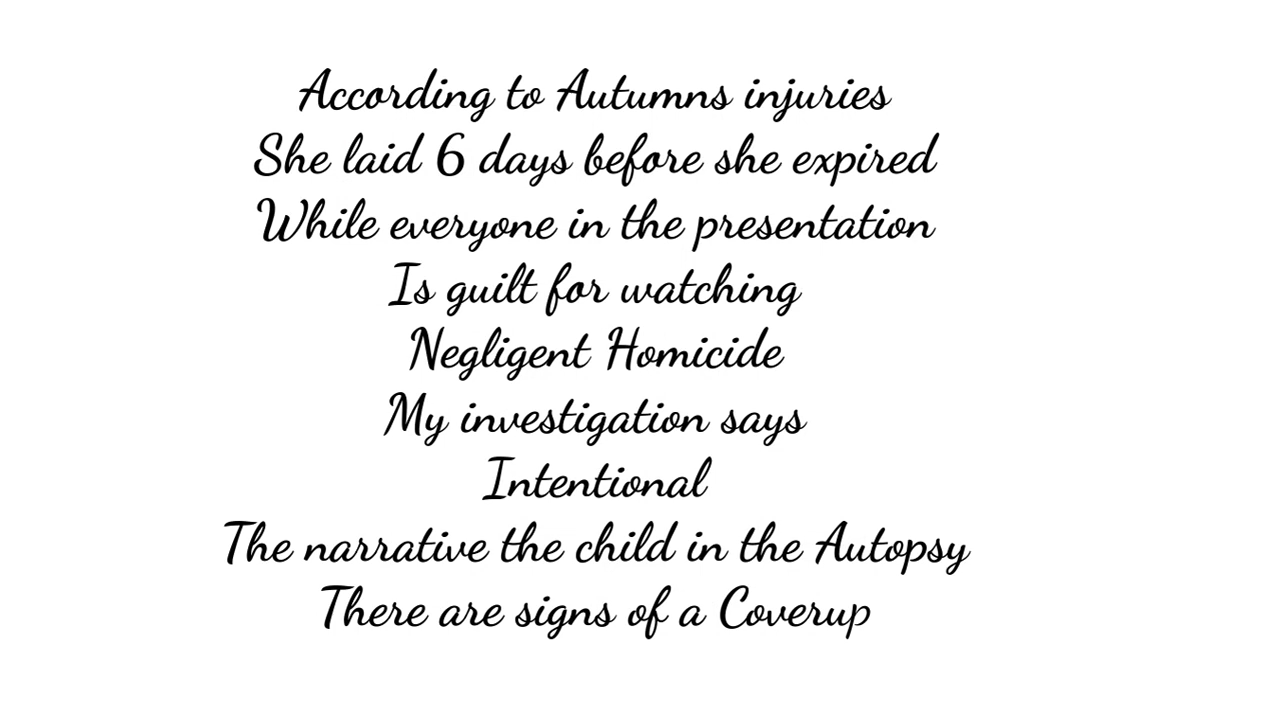 According to Autumns injuries
She laid 6 days before she expired
While everyone in the presentation
Is guilt for watching
Negligent Homicide
My investigation says
Intentional
The narrative the child in the Autopsy
There are signs of a Coverup